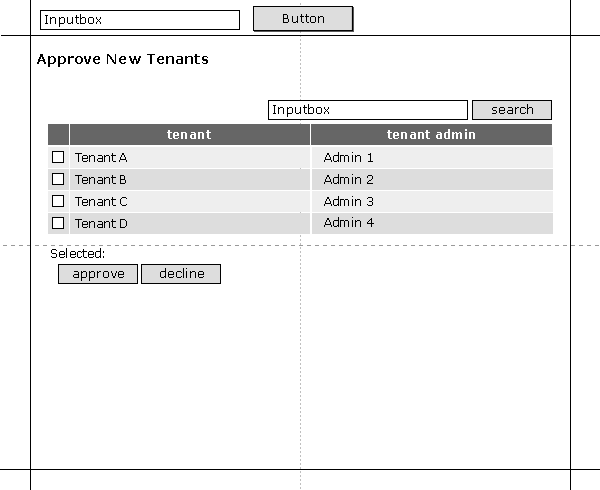 Inputbox Button
Approve New Tenants
Inputbox search
tenant tenant admin
Tenant A Admin 1
Tenant B Admin 2
Tenant C Admin 3
Tenant D Admin 4
Selected:
approve decline